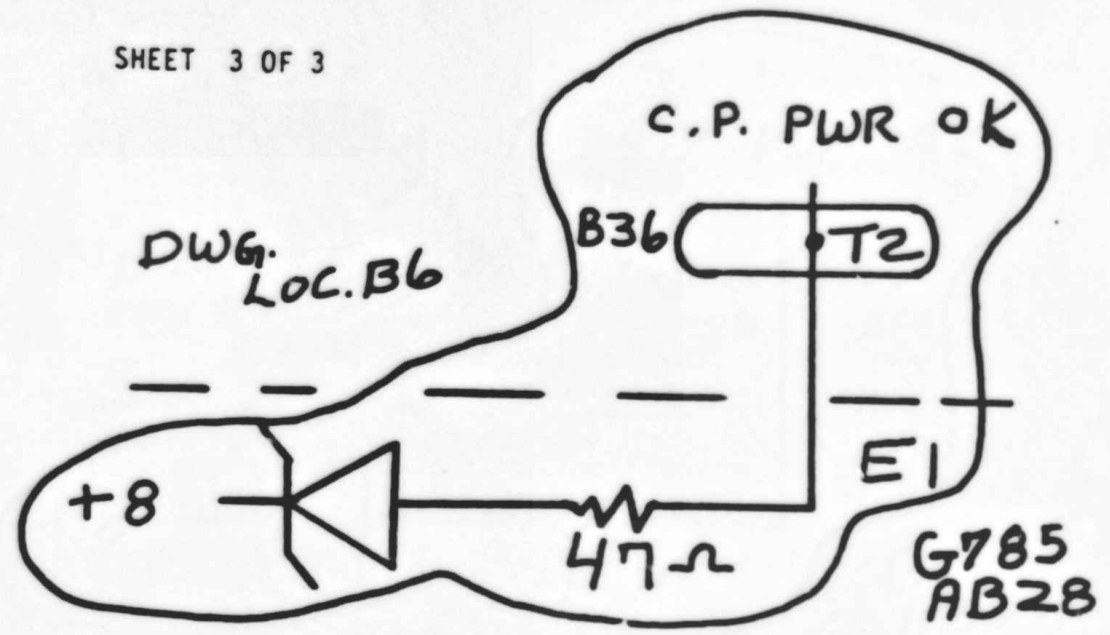 SHEET 3 OF 3
C.P. PWR OK
B36 T2
DWG.
LOC. B6
E1
+8
47Ω
G785
AB28